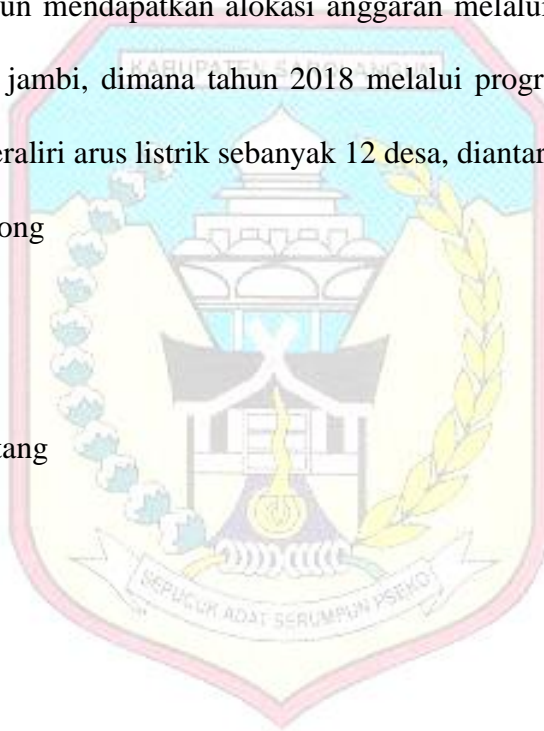 un mendapatkan alokasi anggaran melalui
KABUPATEN SAROLANGUN
jambi, dimana tahun 2018 melalui progr
eraliri arus listrik sebanyak 12 desa, diantar
ong
tang
SEPUCUK ADAT SERUMPUN PSEKO